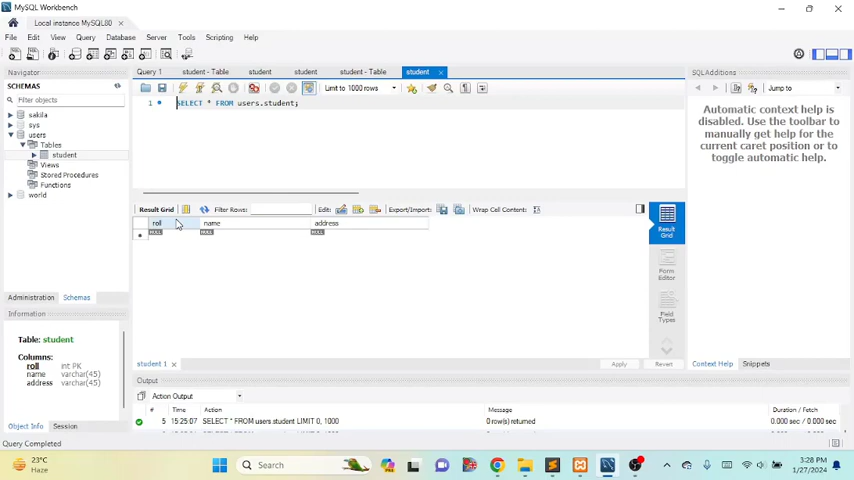 MySQL Workbench
Local instance MySQL80
File Edit View Query Database Server Tools Scripting Help
Navigator
SCHEMAS
Filter objects
sakila
sys
users
Tables
student
Views
Stored Procedures
Functions
world
Administration Schemas
Information
Table: student
Columns:
roll int PK
name varchar(45)
address varchar(45)
Object Info Session
Query Completed
Query 1 student - Table student student student - Table student
Limit to 1000 rows
1 SELECT * FROM users.student;
Result Grid Filter Rows: Edit: Export/Import: Wrap Cell Content:
roll name address
NULL NULL NULL
Result Grid
Form Editor
Field Types
student 1 Apply Revert
Output
Action Output
# Time Action Message Duration / Fetch
5 15:25:07 SELECT * FROM users.student LIMIT 0, 1000 0 row(s) returned 0.000 sec / 0.000 sec
SQLAdditions
Jump to
Automatic context help is
disabled. Use the toolbar to
manually get help for the
current caret position or to
toggle automatic help.
Context Help Snippets
23°C
Haze
Search
3:28 PM
1/27/2024